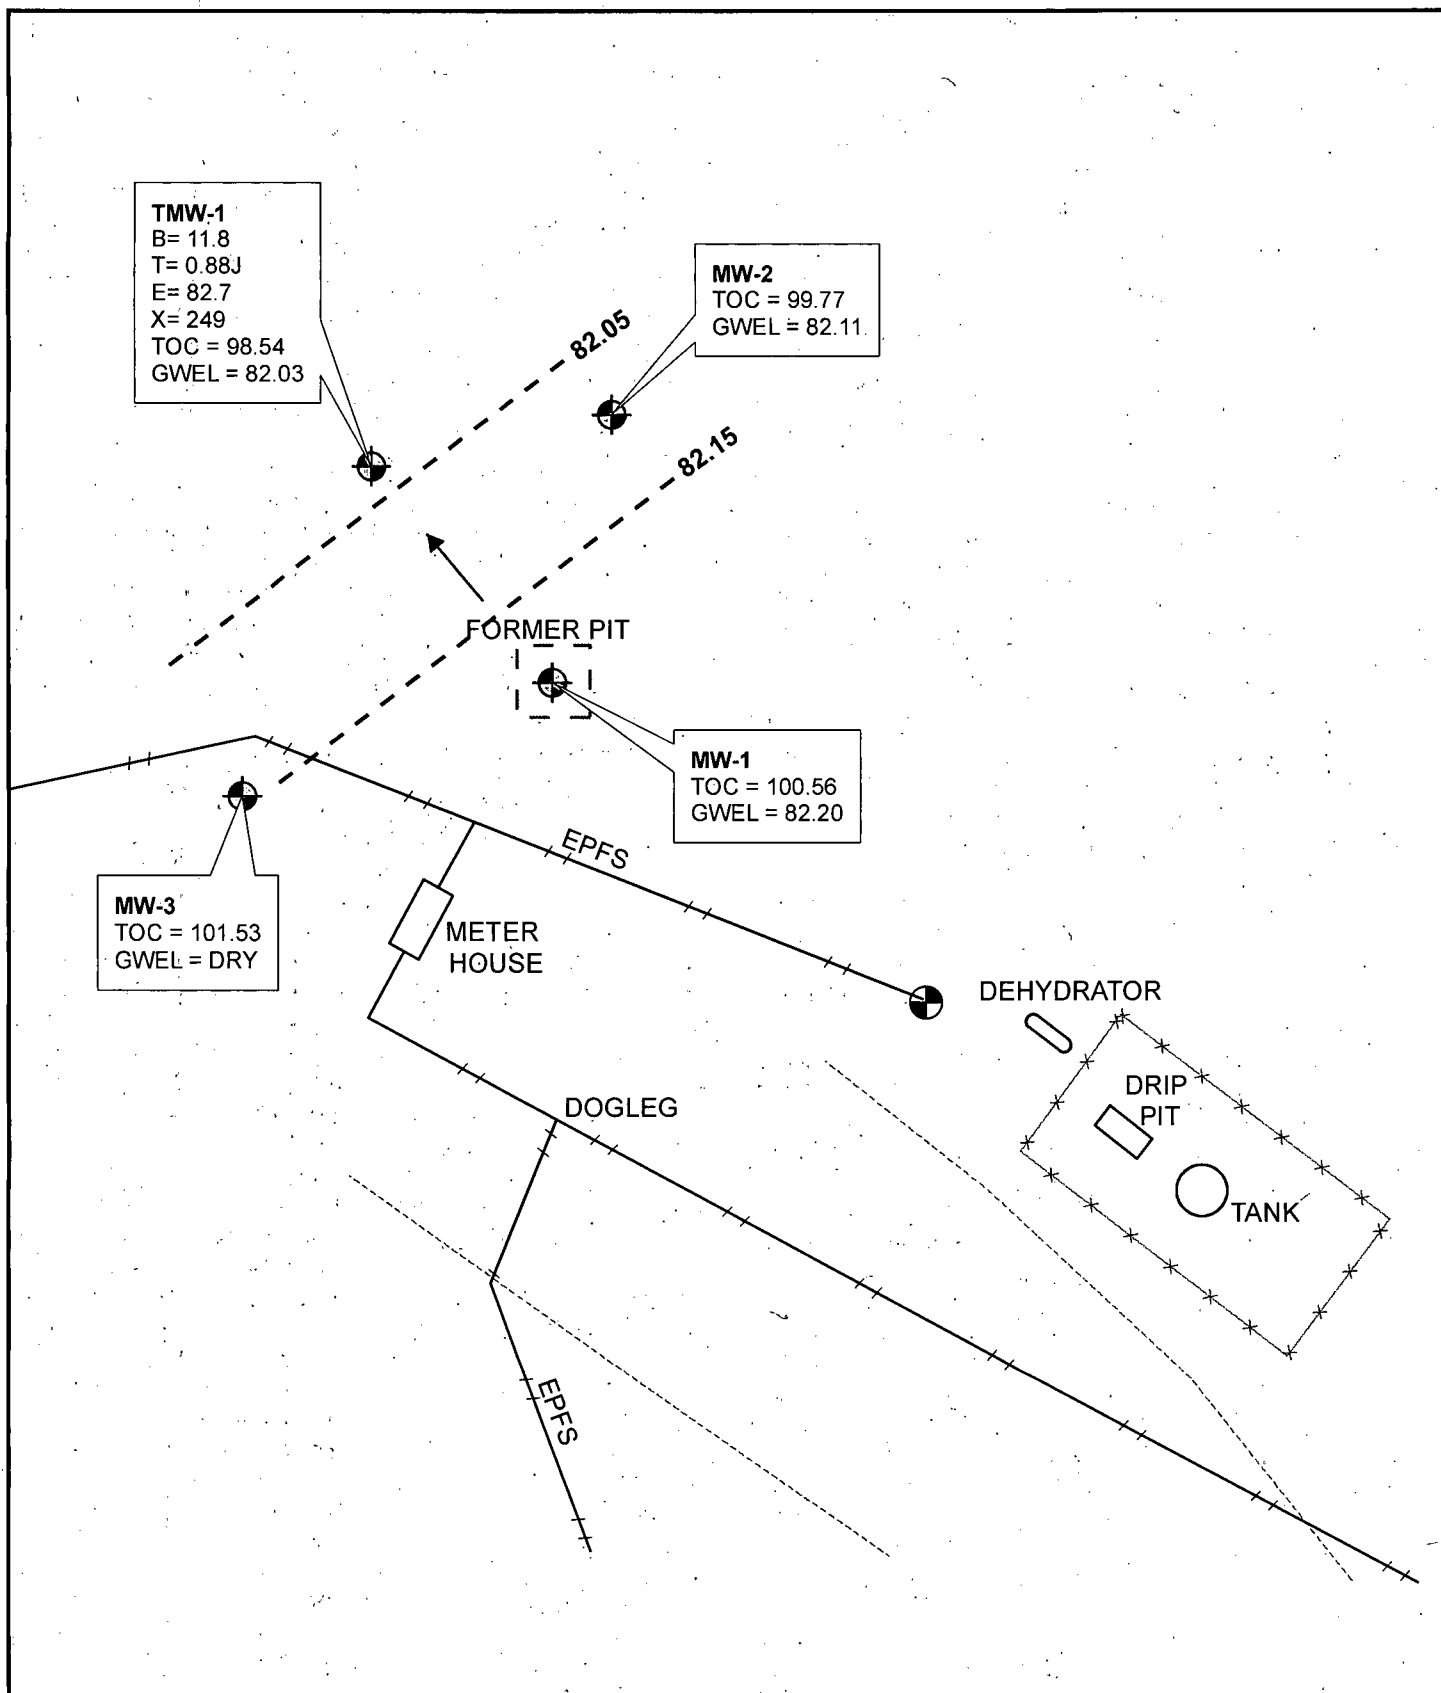 TMW-1
B= 11.8
T= 0.88J
E= 82.7
X= 249
TOC = 98.54
GWEL = 82.03
MW-2
TOC = 99.77
GWEL = 82.11
82.05
82.15
FORMER PIT
MW-1
TOC = 100.56
GWEL = 82.20
EPFS
MW-3
TOC = 101.53
GWEL = DRY
METER
HOUSE
DEHYDRATOR
DRIP
PIT
DOGLEG
TANK
EPFS